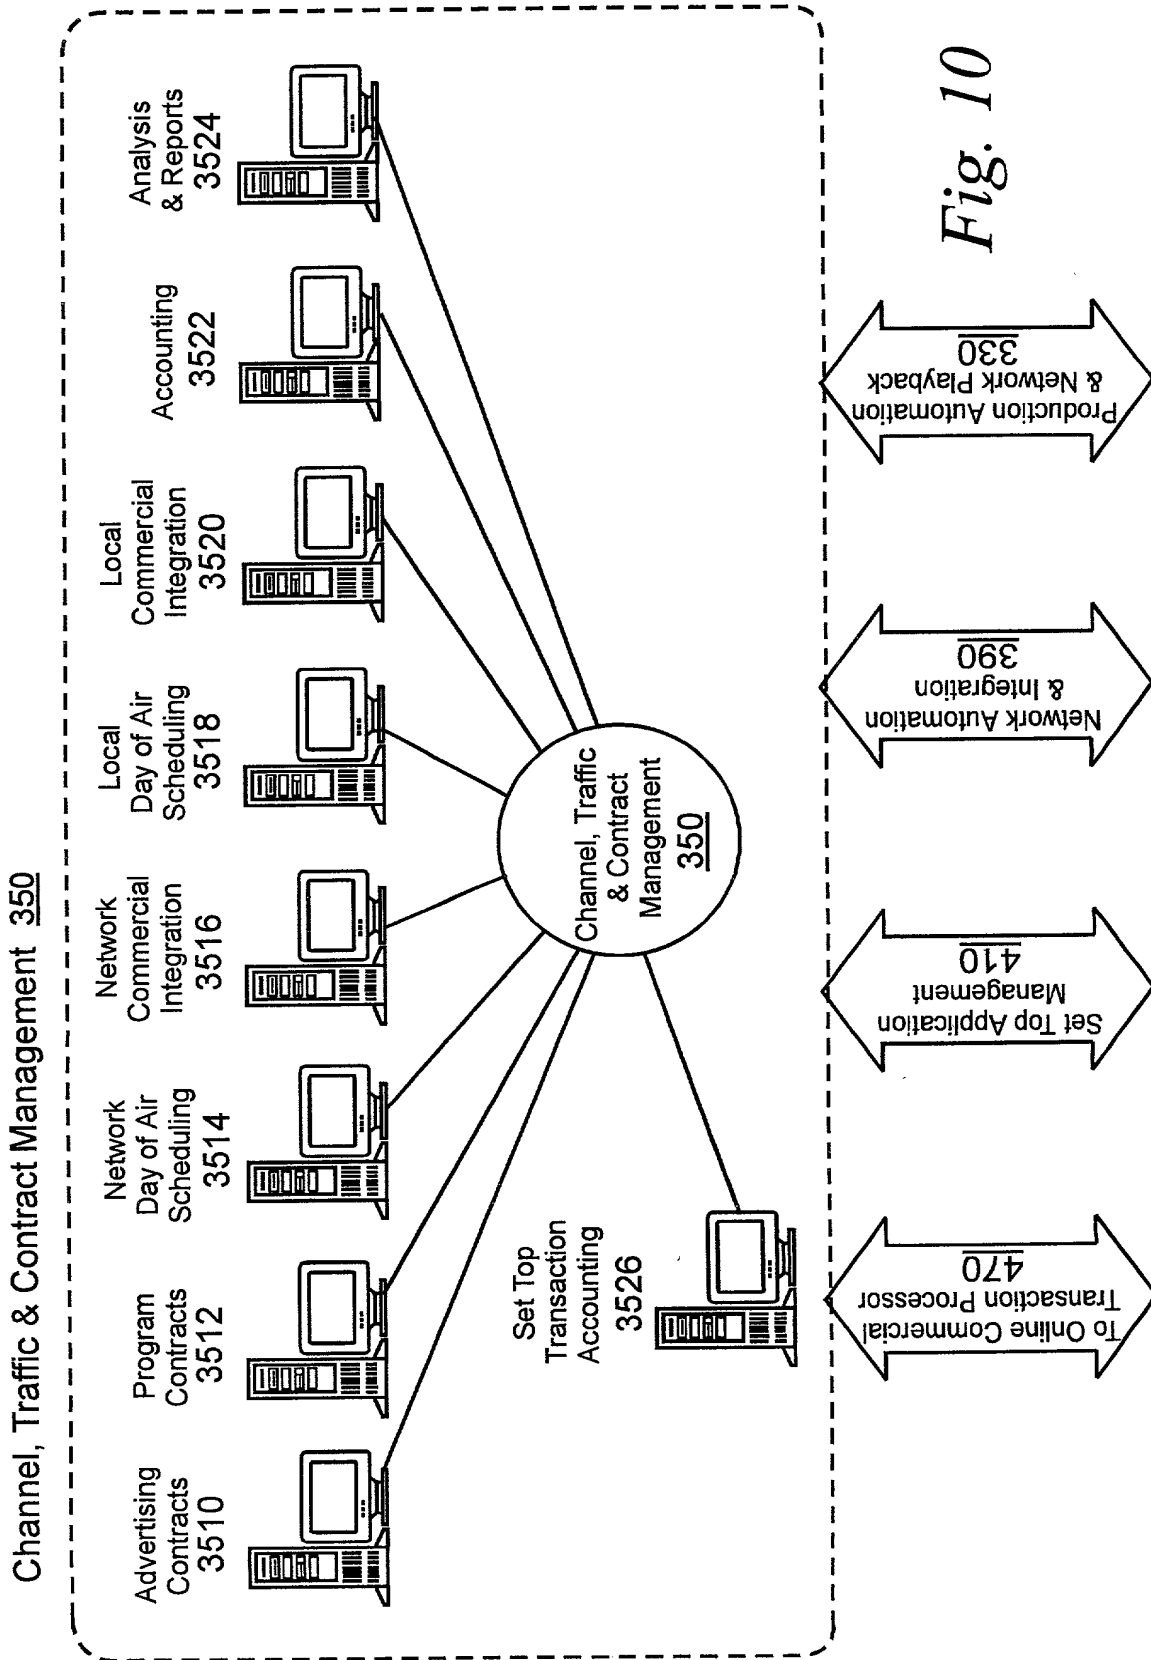 Channel, Traffic & Contract Management 350
Advertising
Contracts
3510
Program
Contracts
3512
Network
Day of Air
Scheduling
3514
Network
Commercial
Integration
3516
Local
Day of Air
Scheduling
3518
Local
Commercial
Integration
3520
Accounting
3522
Analysis
& Reports
3524
Set Top
Transaction
Accounting
3526
Channel, Traffic
& Contract
Management
350
To Online Commercial
Transaction Processor
470
Set Top Application
Management
410
Network Automation
& Integration
390
Production Automation
& Network Playback
330
Fig. 10